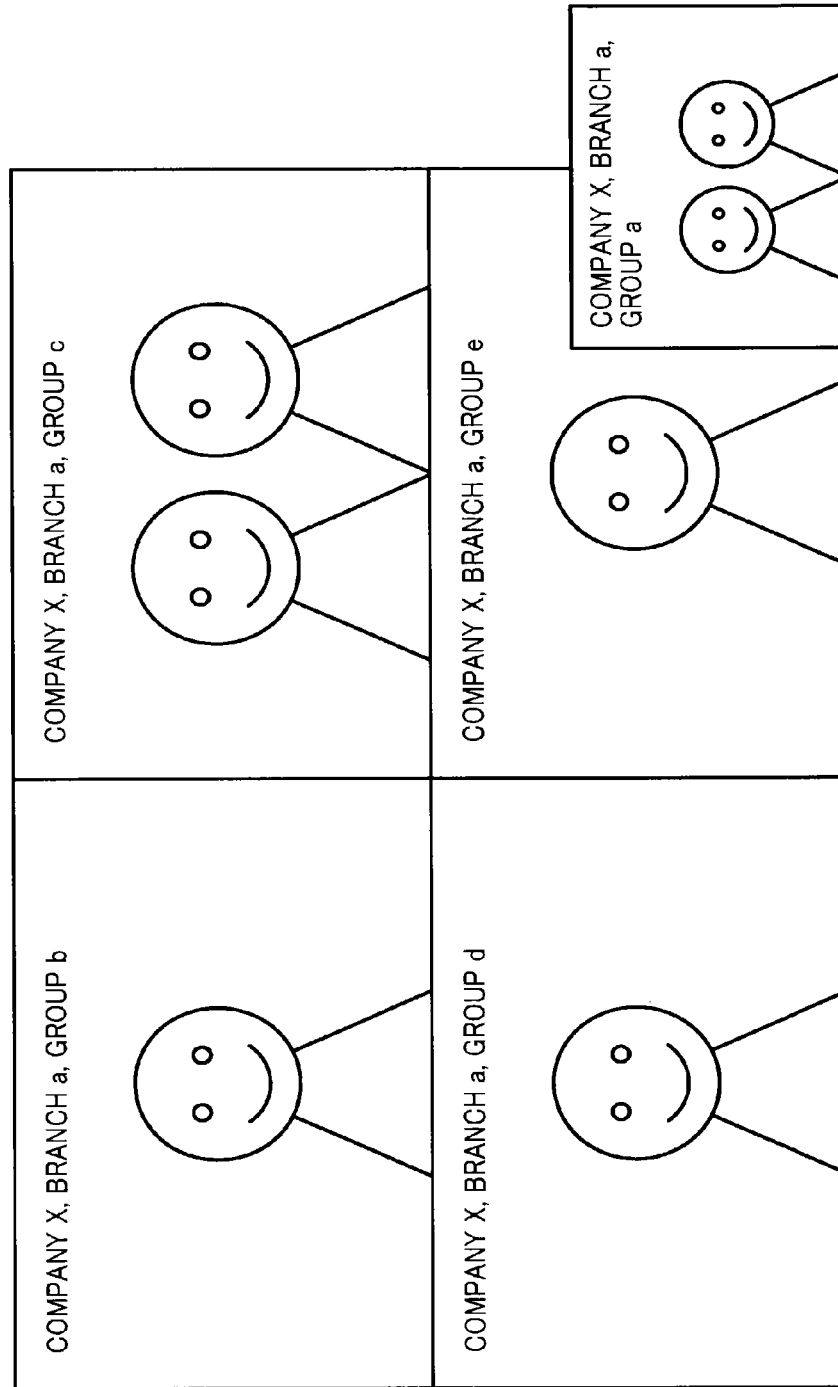 COMPANY X, BRANCH a, GROUP b
COMPANY X, BRANCH a, GROUP c
COMPANY X, BRANCH a, GROUP d
COMPANY X, BRANCH a, GROUP e
COMPANY X, BRANCH a,
GROUP a